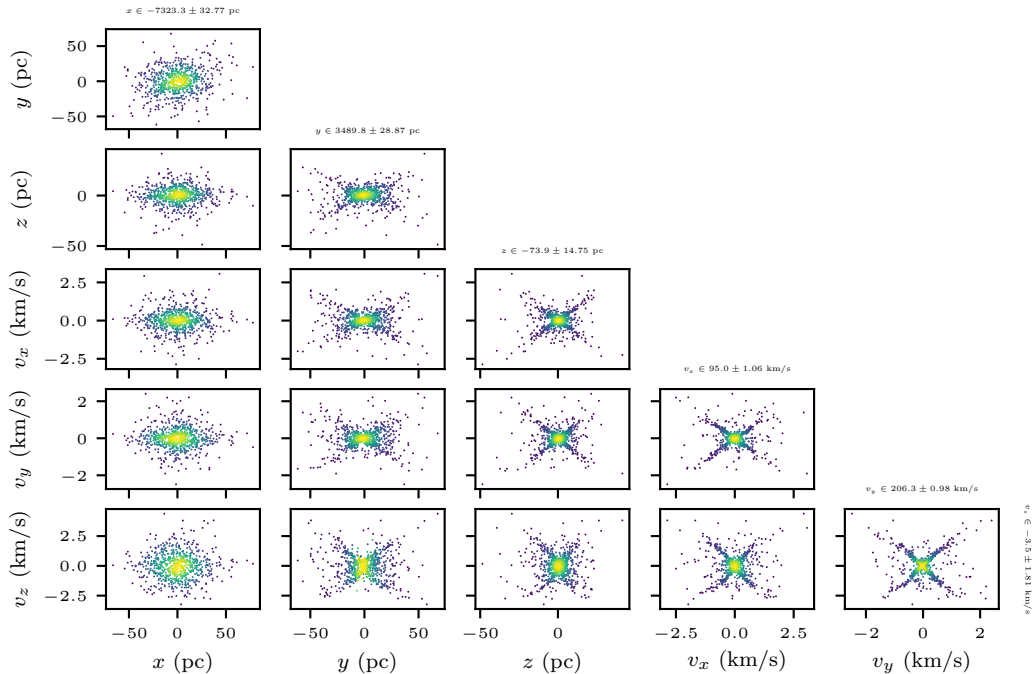 x ∈ −7323.3 ± 32.77 pc
50
0
−50
y (pc)
y ∈ 3489.8 ± 28.87 pc
0
−50
z (pc)
z ∈ −73.9 ± 14.75 pc
2.5
0.0
−2.5
v_x (km/s)
v_x ∈ 95.0 ± 1.06 km/s
2
0
−2
v_y (km/s)
v_y ∈ 206.3 ± 0.98 km/s
2.5
0.0
−2.5
v_z (km/s)
v_z ∈ −3.5 ± 1.81 km/s
−50 0 50
−50 0 50
−50 0
−2.5 0.0 2.5
−2 0 2
x (pc)
y (pc)
z (pc)
v_x (km/s)
v_y (km/s)